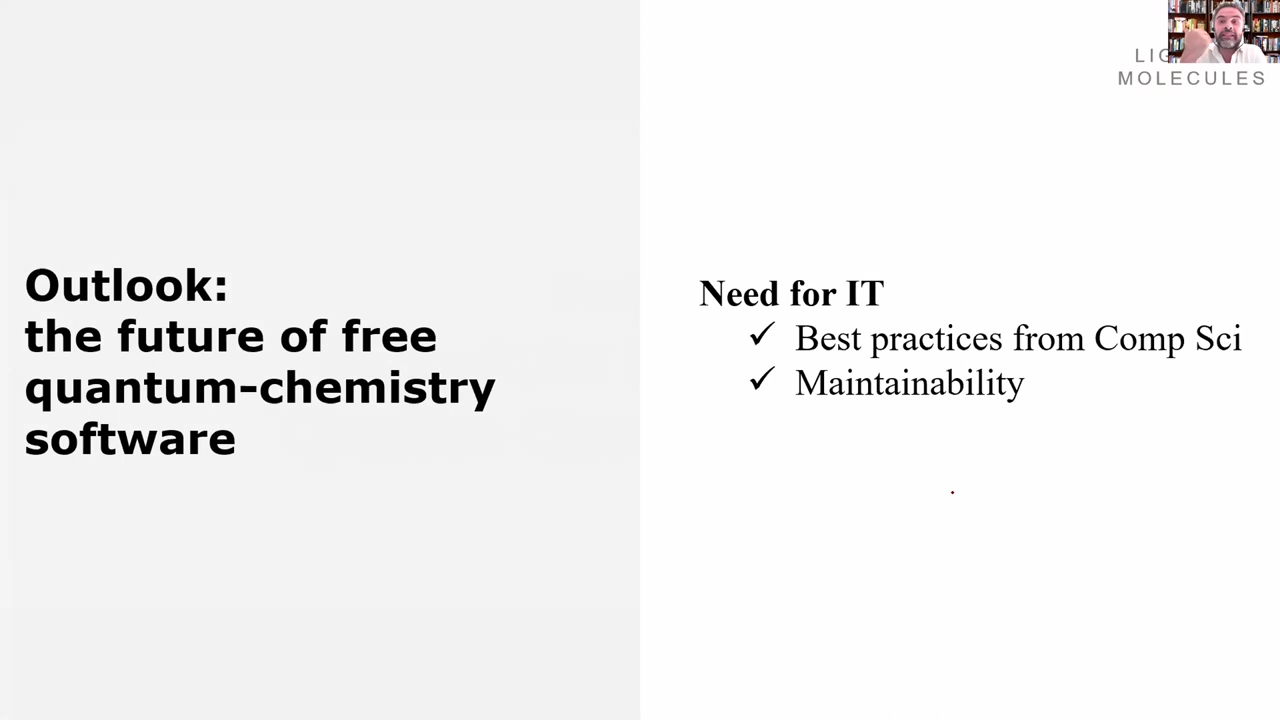 MOLECULES
Outlook:
the future of free
quantum-chemistry
software
Need for IT
✓ Best practices from Comp Sci
✓ Maintainability